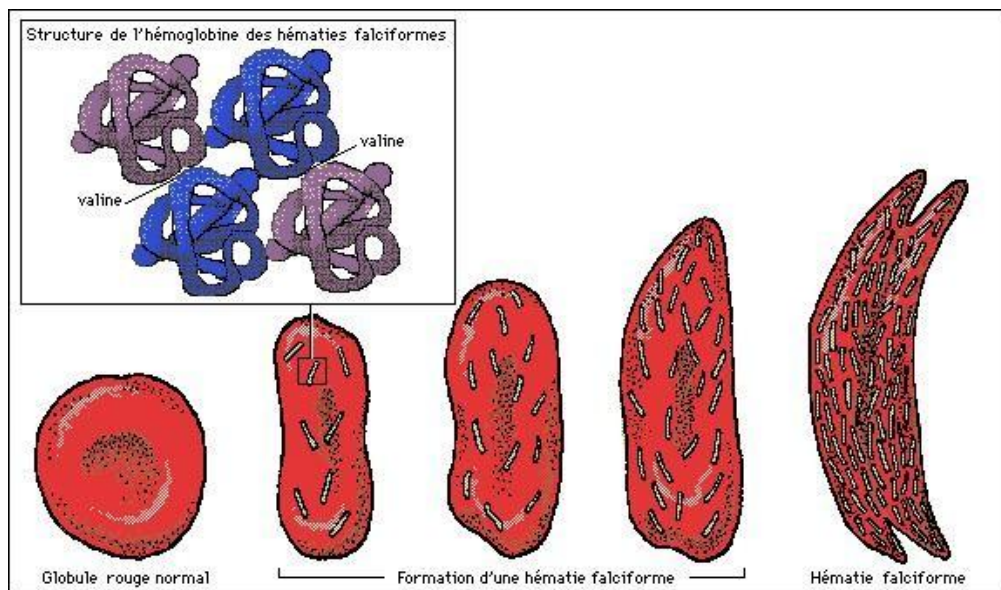 Structure de l'hémoglobine des hématies falciformes
valine
valine
Globule rouge normal
Formation d'une hématie falciforme
Hématie falciforme